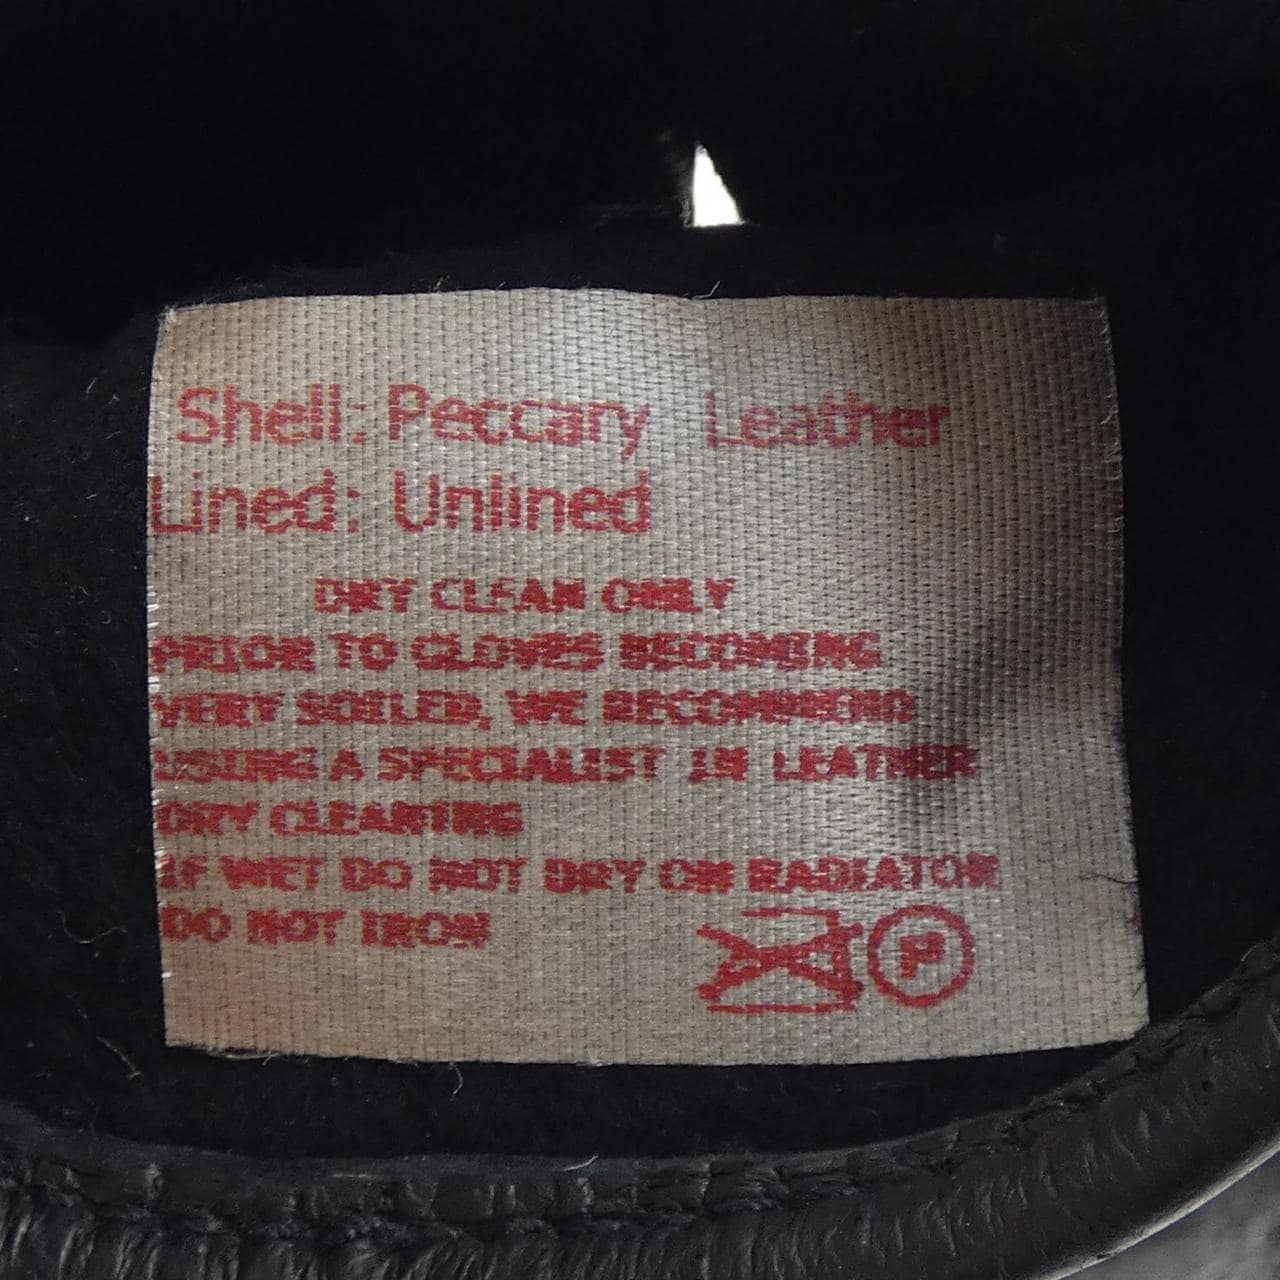 Shell: Peccary Leather
Lined: Unlined
DRY CLEAN ONLY
PRIOR TO GLOVES BECOMING
VERY SOILED, WE RECOMMEND
USING A SPECIALIST IN LEATHER
DRY CLEANING
IF WET DO NOT DRY ON RADIATOR
DO NOT IRON
P